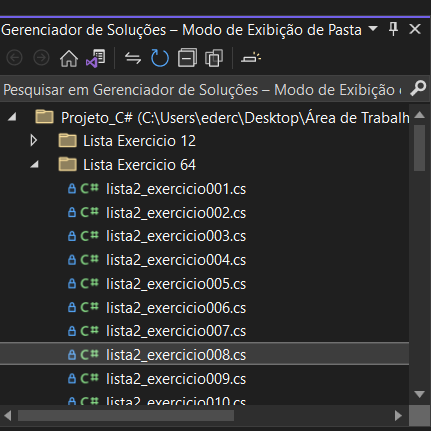 Gerenciador de Soluções – Modo de Exibição de Pasta
Pesquisar em Gerenciador de Soluções – Modo de Exibição
Projeto_C# (C:\Users\ederc\Desktop\Área de Trabalh
Lista Exercicio 12
Lista Exercicio 64
C# lista2_exercicio001.cs
C# lista2_exercicio002.cs
C# lista2_exercicio003.cs
C# lista2_exercicio004.cs
C# lista2_exercicio005.cs
C# lista2_exercicio006.cs
C# lista2_exercicio007.cs
C# lista2_exercicio008.cs
C# lista2_exercicio009.cs
C# lista2_exercicio010.cs